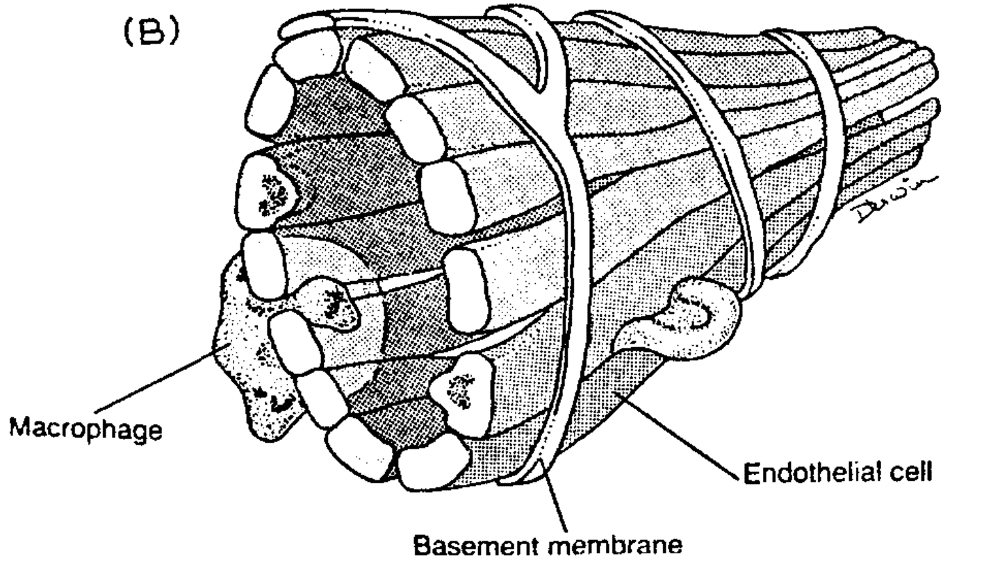 (B)
Macrophage
Endothelial cell
Basement membrane